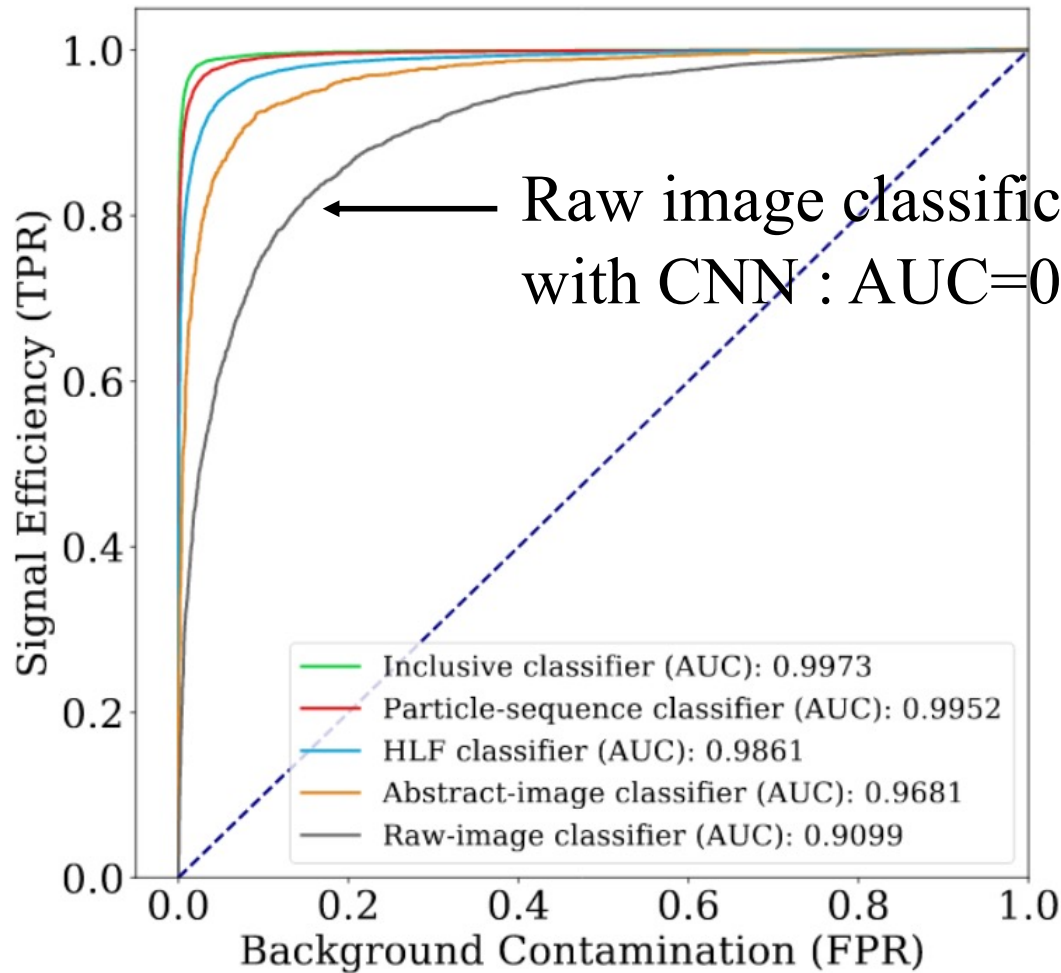 1.0
0.8
0.6
0.4
0.2
0.0
Signal Efficiency (TPR)
Raw image classific
with CNN : AUC=0
Inclusive classifier (AUC): 0.9973
Particle-sequence classifier (AUC): 0.9952
HLF classifier (AUC): 0.9861
Abstract-image classifier (AUC): 0.9681
Raw-image classifier (AUC): 0.9099
0.0 0.2 0.4 0.6 0.8 1.0
Background Contamination (FPR)